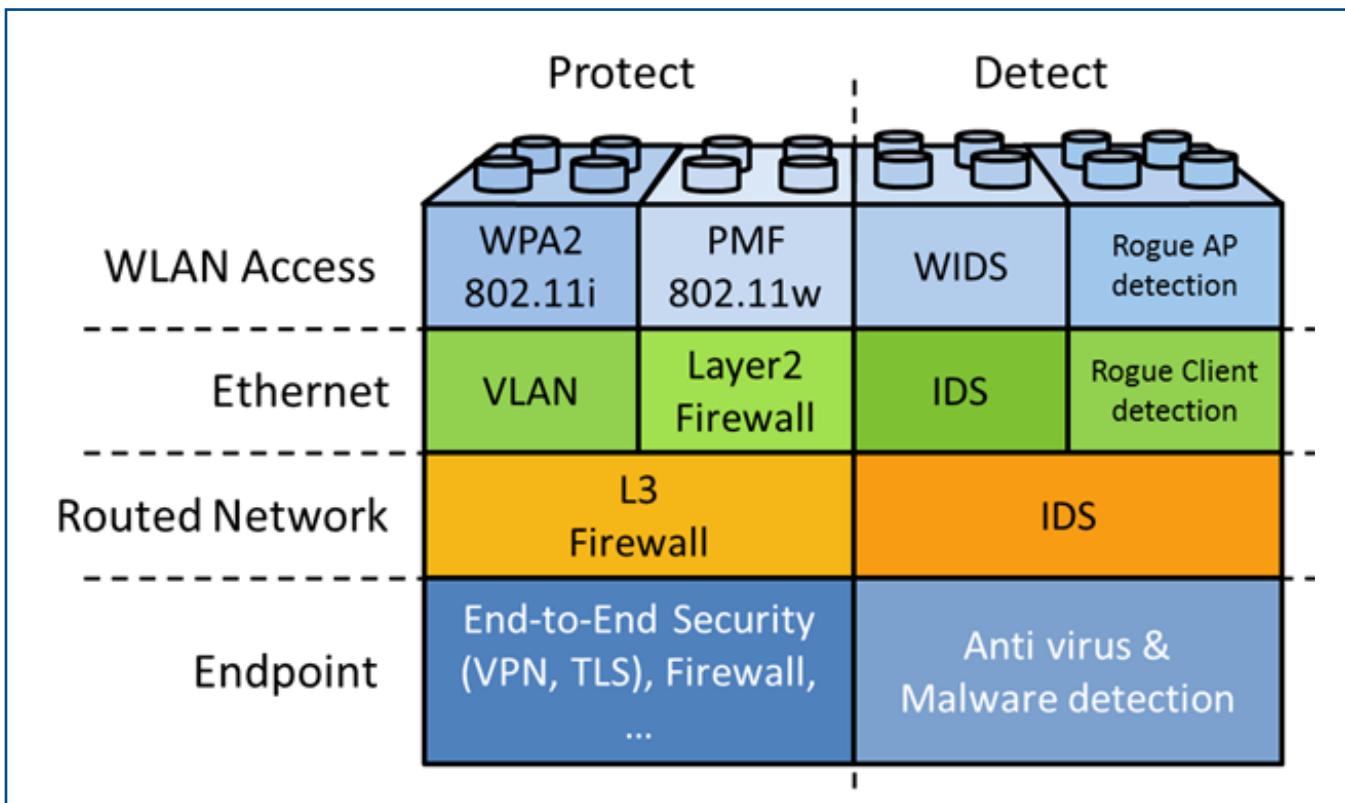 Protect
Detect
WLAN Access
WPA2
802.11i
PMF
802.11w
WIDS
Rogue AP
detection
Ethernet
VLAN
Layer2
Firewall
IDS
Rogue Client
detection
Routed Network
L3
Firewall
IDS
Endpoint
End-to-End Security
(VPN, TLS), Firewall,
...
Anti virus &
Malware detection